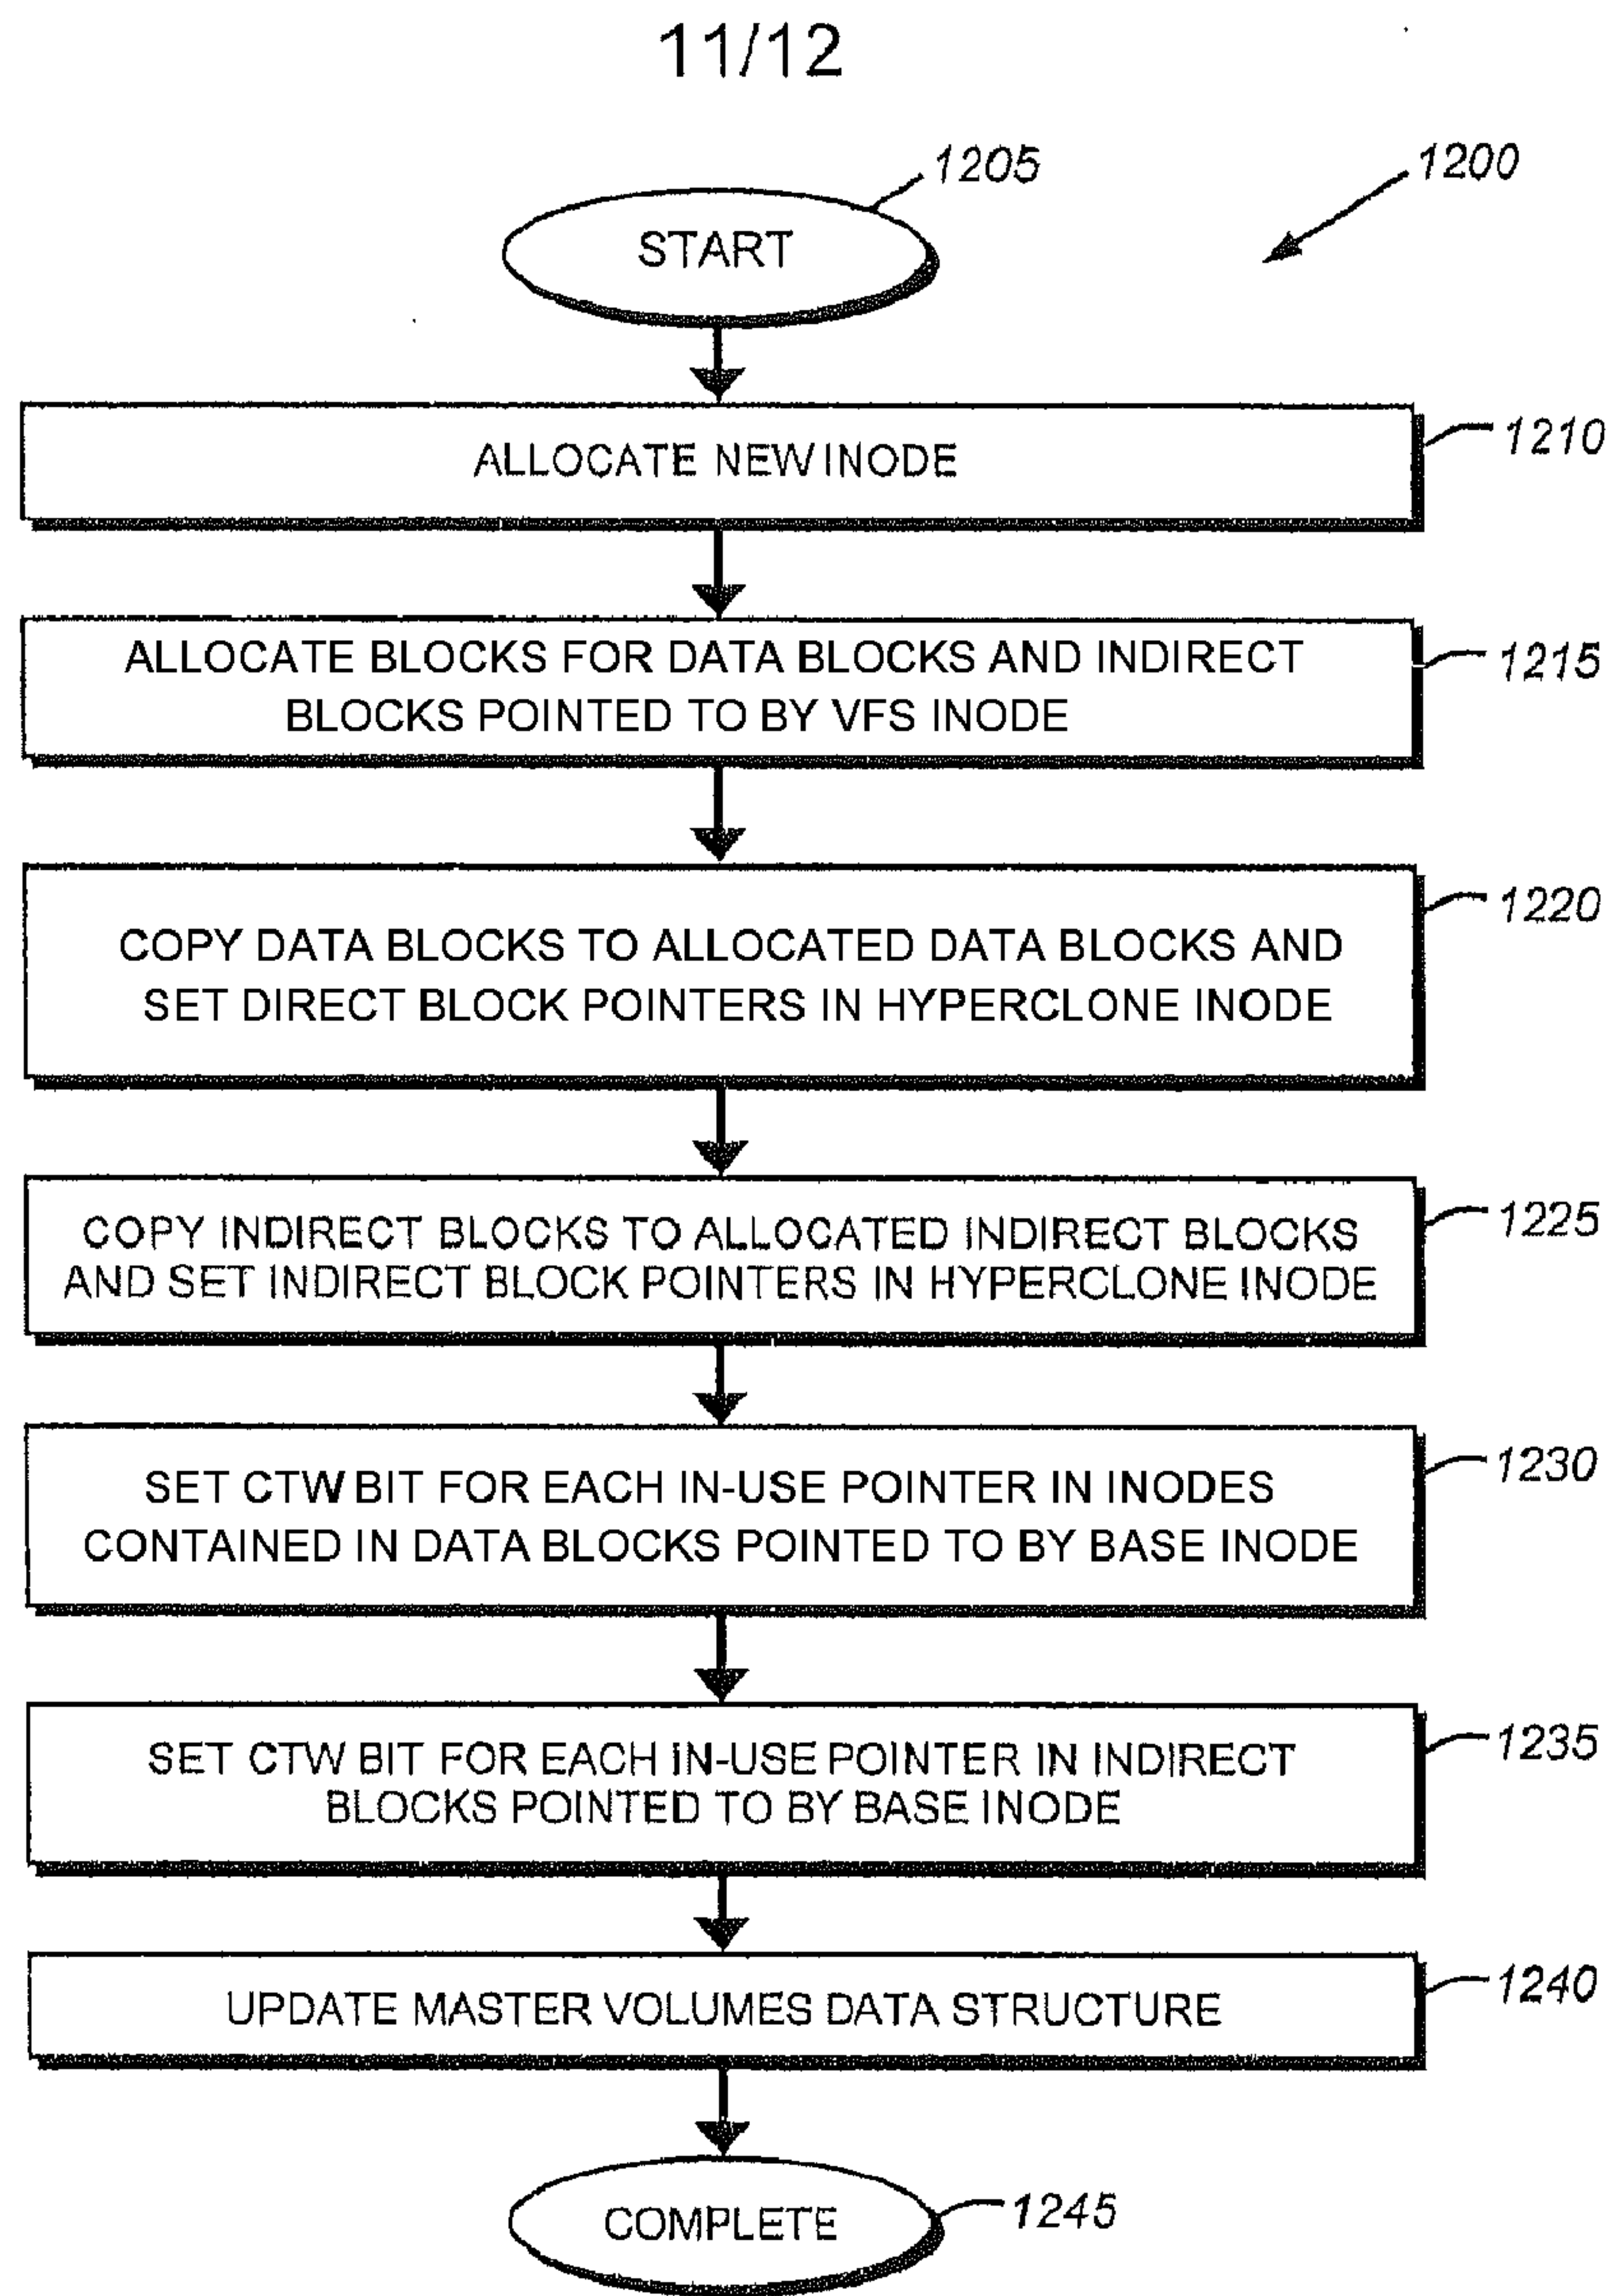 11/12
1205
1200
START
ALLOCATE NEW INODE
1210
ALLOCATE BLOCKS FOR DATA BLOCKS AND INDIRECT
BLOCKS POINTED TO BY VFS INODE
1215
COPY DATA BLOCKS TO ALLOCATED DATA BLOCKS AND
SET DIRECT BLOCK POINTERS IN HYPERCLONE INODE
1220
COPY INDIRECT BLOCKS TO ALLOCATED INDIRECT BLOCKS
AND SET INDIRECT BLOCK POINTERS IN HYPERCLONE INODE
1225
SET CTW BIT FOR EACH IN-USE POINTER IN INODES
CONTAINED IN DATA BLOCKS POINTED TO BY BASE INODE
1230
SET CTW BIT FOR EACH IN-USE POINTER IN INDIRECT
BLOCKS POINTED TO BY BASE INODE
1235
UPDATE MASTER VOLUMES DATA STRUCTURE
1240
COMPLETE
1245